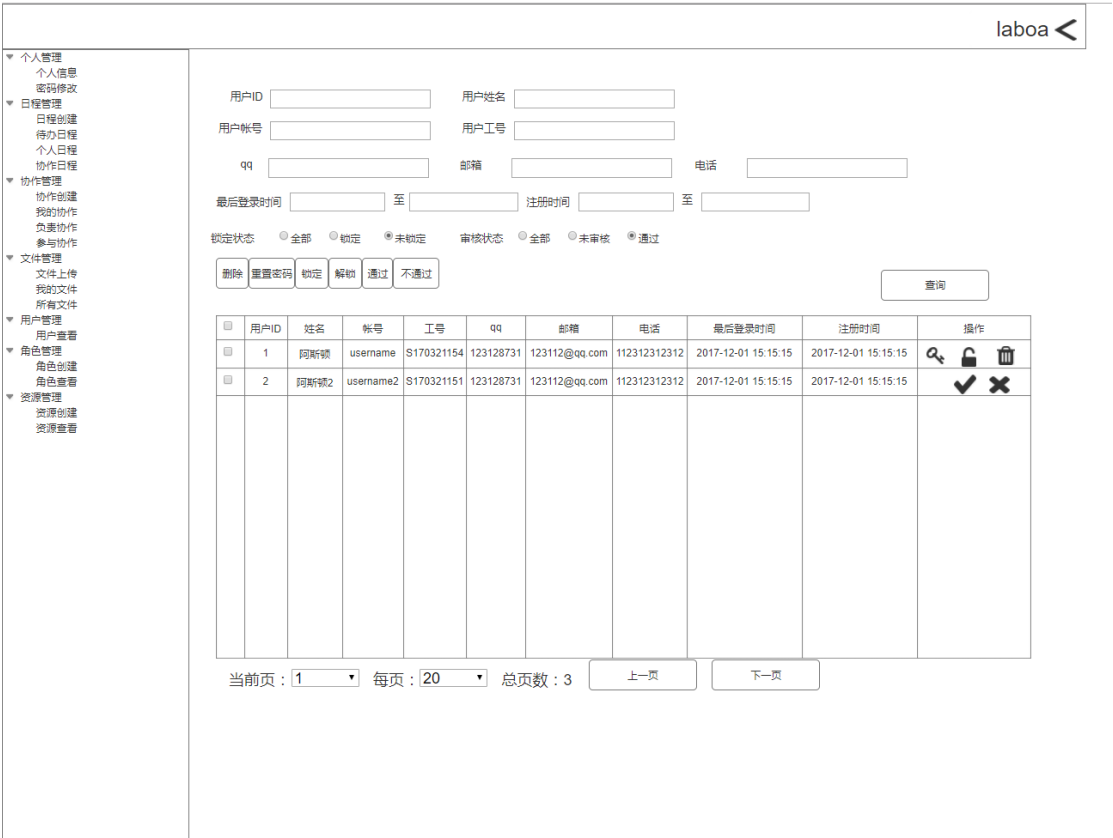 laboa
个人管理
个人信息
密码修改
日程管理
日程创建
待办日程
个人日程
协作日程
协作管理
协作创建
我的协作
负责协作
参与协作
文件管理
文件上传
我的文件
所有文件
用户管理
用户查看
角色管理
角色创建
角色查看
资源管理
资源创建
资源查看
用户ID 用户姓名
用户帐号 用户工号
qq 邮箱 电话
最后登录时间 至 注册时间 至
锁定状态 全部 锁定 未锁定 审核状态 全部 未审核 通过
删除 重置密码 锁定 解锁 通过 不通过
查询
用户ID 姓名 帐号 工号 qq 邮箱 电话 最后登录时间 注册时间 操作
1 阿斯顿 username S170321154 123128731 123112@qq.com 112312312312 2017-12-01 15:15:15 2017-12-01 15:15:15
2 阿斯顿2 username2 S170321151 123128731 123112@qq.com 112312312312 2017-12-01 15:15:15 2017-12-01 15:15:15
当前页：1 每页：20 总页数：3 上一页 下一页